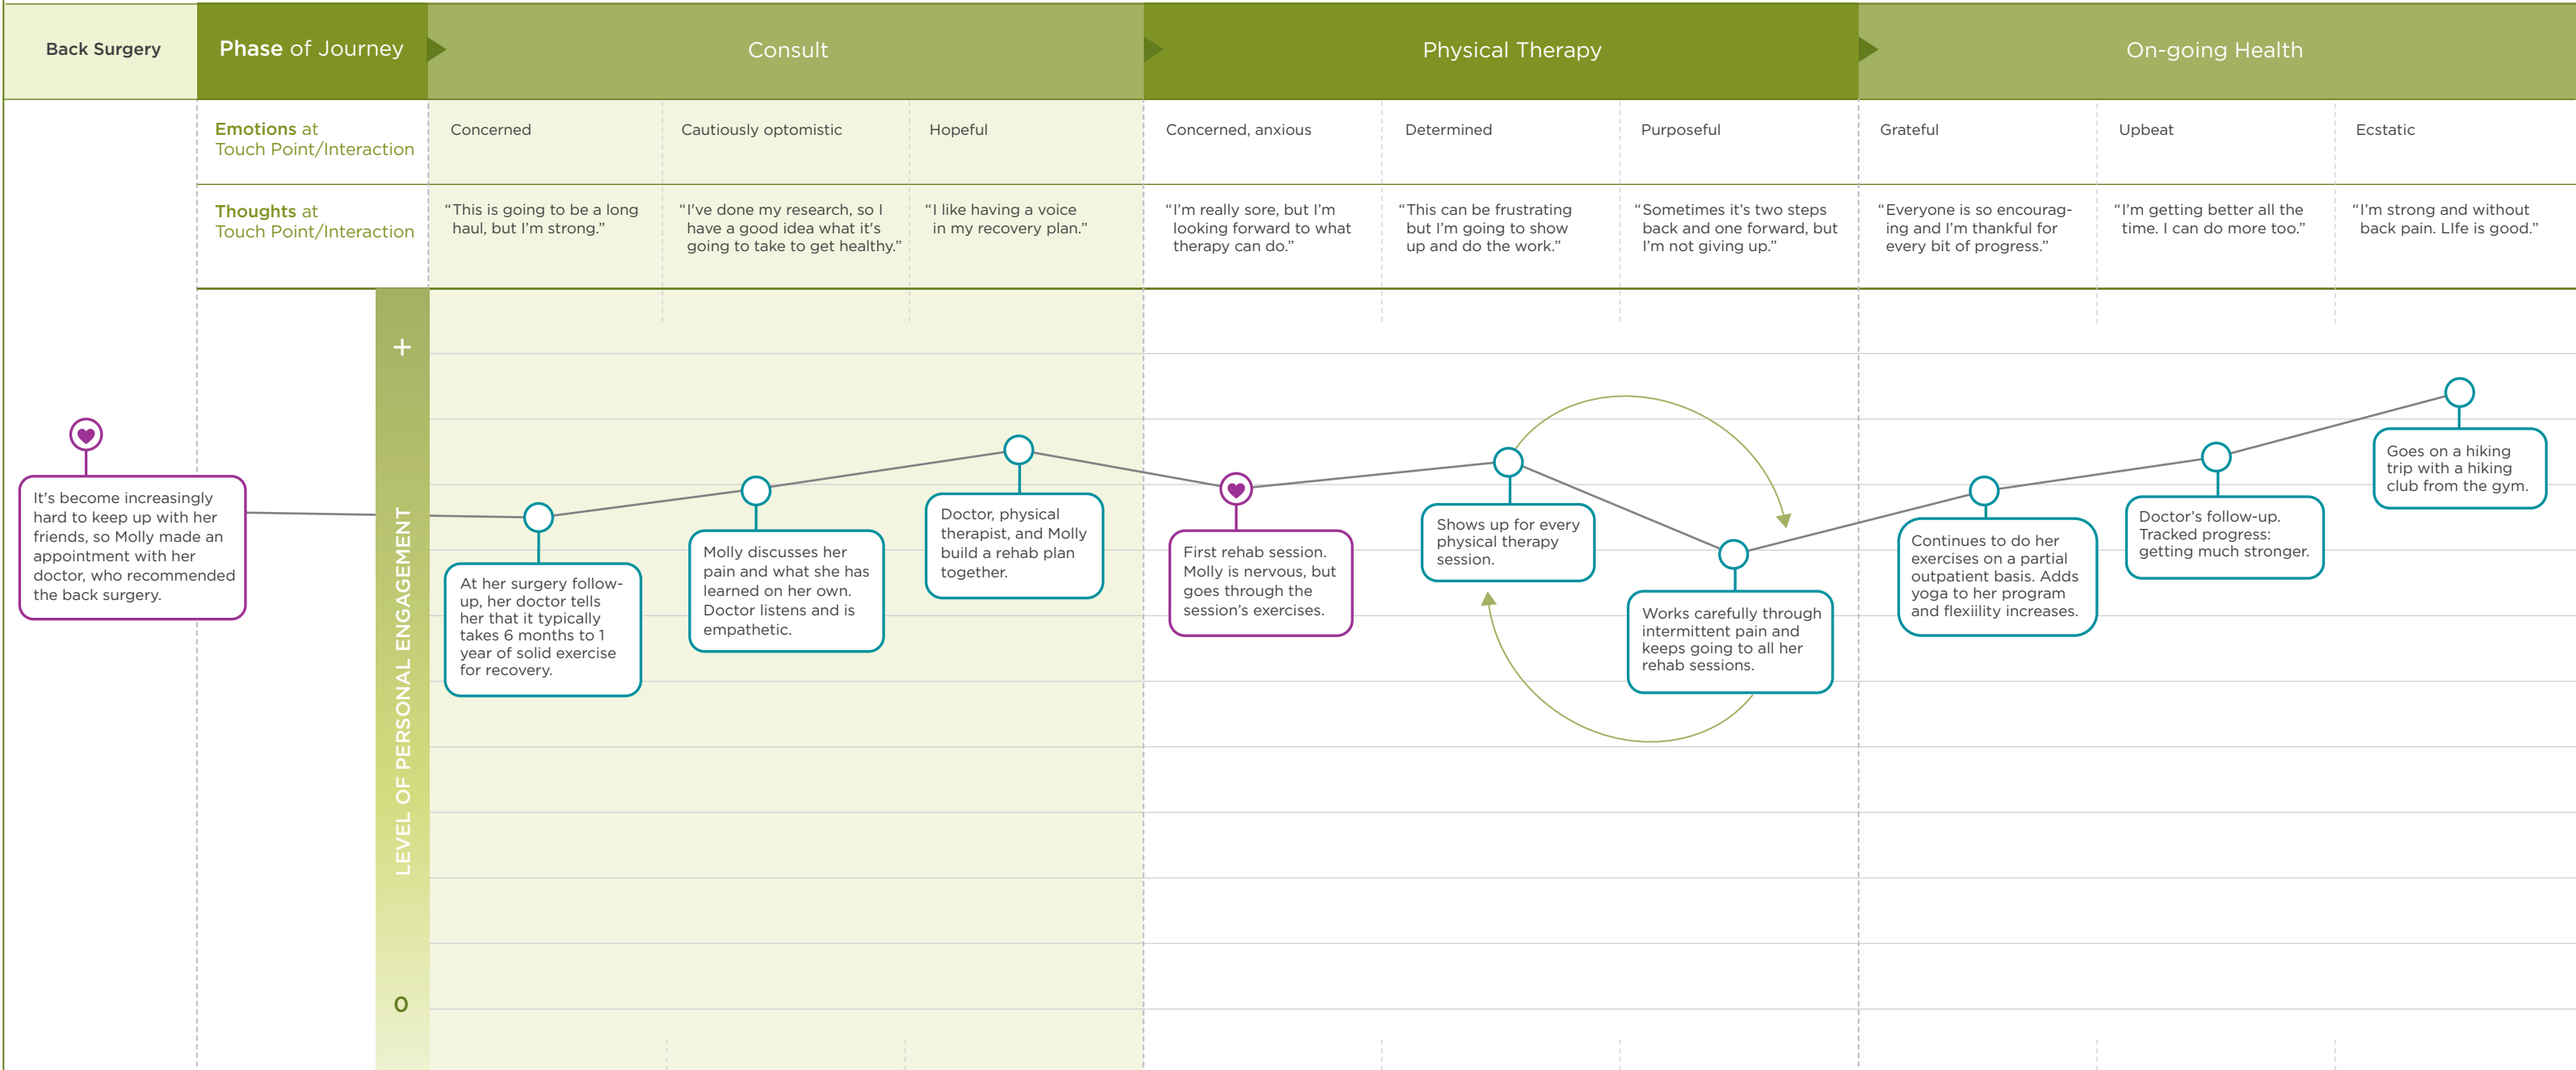 Back Surgery
Phase of Journey
Consult
Physical Therapy
On-going Health
Emotions at
Touch Point/Interaction
Concerned
Cautiously optomistic
Hopeful
Concerned, anxious
Determined
Purposeful
Grateful
Upbeat
Ecstatic
Thoughts at
Touch Point/Interaction
“This is going to be a long
haul, but I’m strong.”
“I've done my research, so I
have a good idea what it's
going to take to get healthy.”
“I like having a voice
in my recovery plan.”
“I’m really sore, but I’m
looking forward to what
therapy can do.”
“This can be frustrating
but I’m going to show
up and do the work.”
“Sometimes it’s two steps
back and one forward, but
I’m not giving up.”
“Everyone is so encourag-
ing and I’m thankful for
every bit of progress.”
“I’m getting better all the
time. I can do more too.”
“I’m strong and without
back pain. LIfe is good.”
+
LEVEL OF PERSONAL ENGAGEMENT
0
It’s become increasingly
hard to keep up with her
friends, so Molly made an
appointment with her
doctor, who recommended
the back surgery.
At her surgery follow-
up, her doctor tells
her that it typically
takes 6 months to 1
year of solid exercise
for recovery.
Molly discusses her
pain and what she has
learned on her own.
Doctor listens and is
empathetic.
Doctor, physical
therapist, and Molly
build a rehab plan
together.
First rehab session.
Molly is nervous, but
goes through the
session’s exercises.
Shows up for every
physical therapy
session.
Works carefully through
intermittent pain and
keeps going to all her
rehab sessions.
Continues to do her
exercises on a partial
outpatient basis. Adds
yoga to her program
and flexiility increases.
Doctor’s follow-up.
Tracked progress:
getting much stronger.
Goes on a hiking
trip with a hiking
club from the gym.